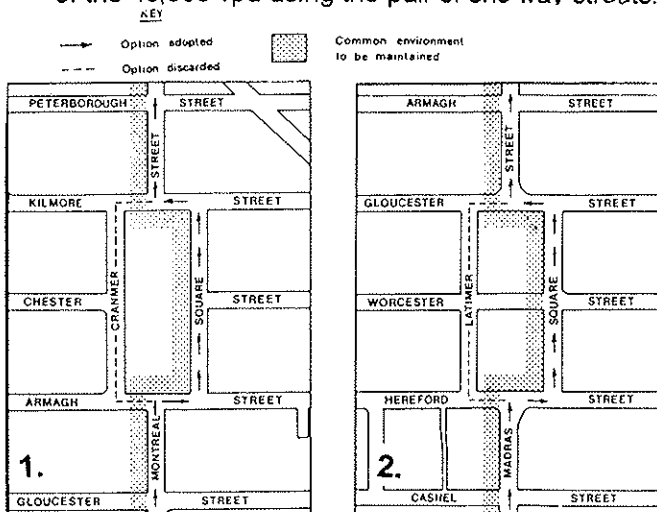 of the 40,000 vpd using the pair of one way streets.
KEY
Option adopted
Option discarded
Common environment
to be maintained
PETERBOROUGH STREET
STREET
KILMORE STREET
CRANMER
SQUARE
CHESTER STREET
ARMAGH STREET
1.
MONTREAL
GLOUCESTER STREET
ARMAGH STREET
STREET
GLOUCESTER STREET
LATIMER
SQUARE
WORCESTER STREET
HEREFORD STREET
2.
MADRAS
CASHEL STREET